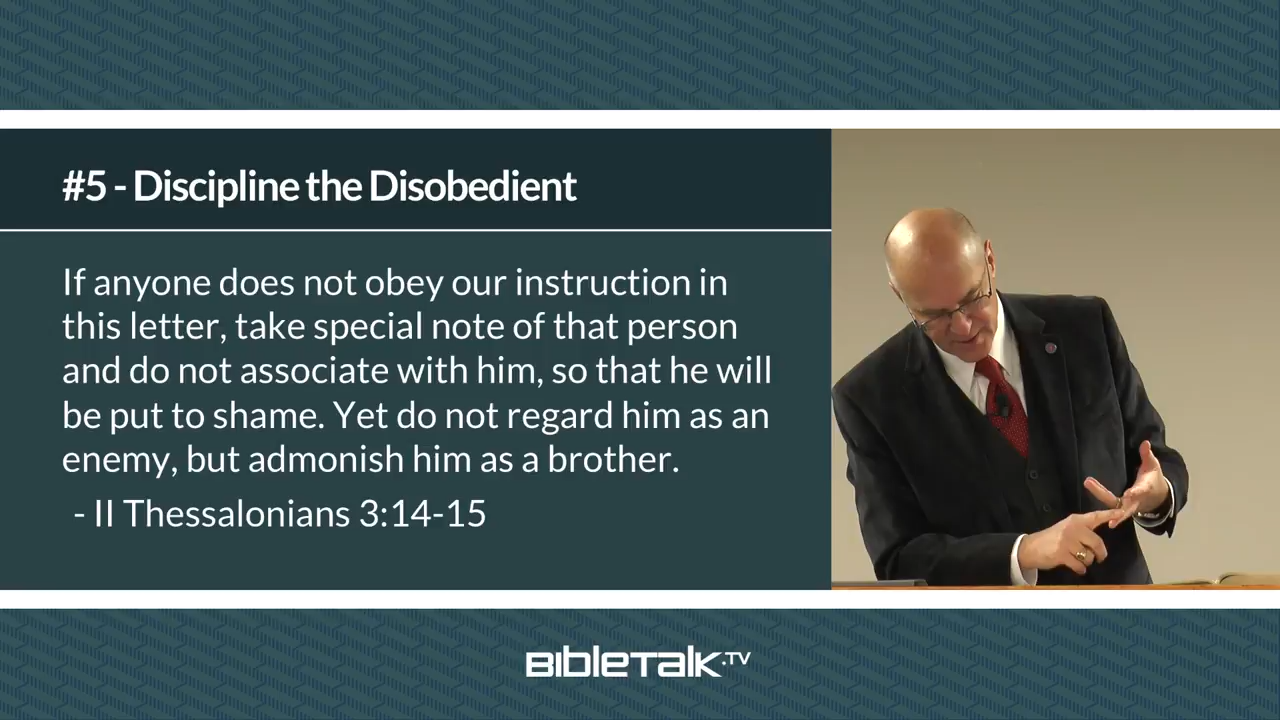 #5 - Discipline the Disobedient
If anyone does not obey our instruction in
this letter, take special note of that person
and do not associate with him, so that he will
be put to shame. Yet do not regard him as an
enemy, but admonish him as a brother.
- II Thessalonians 3:14-15
BibleTalk.TV